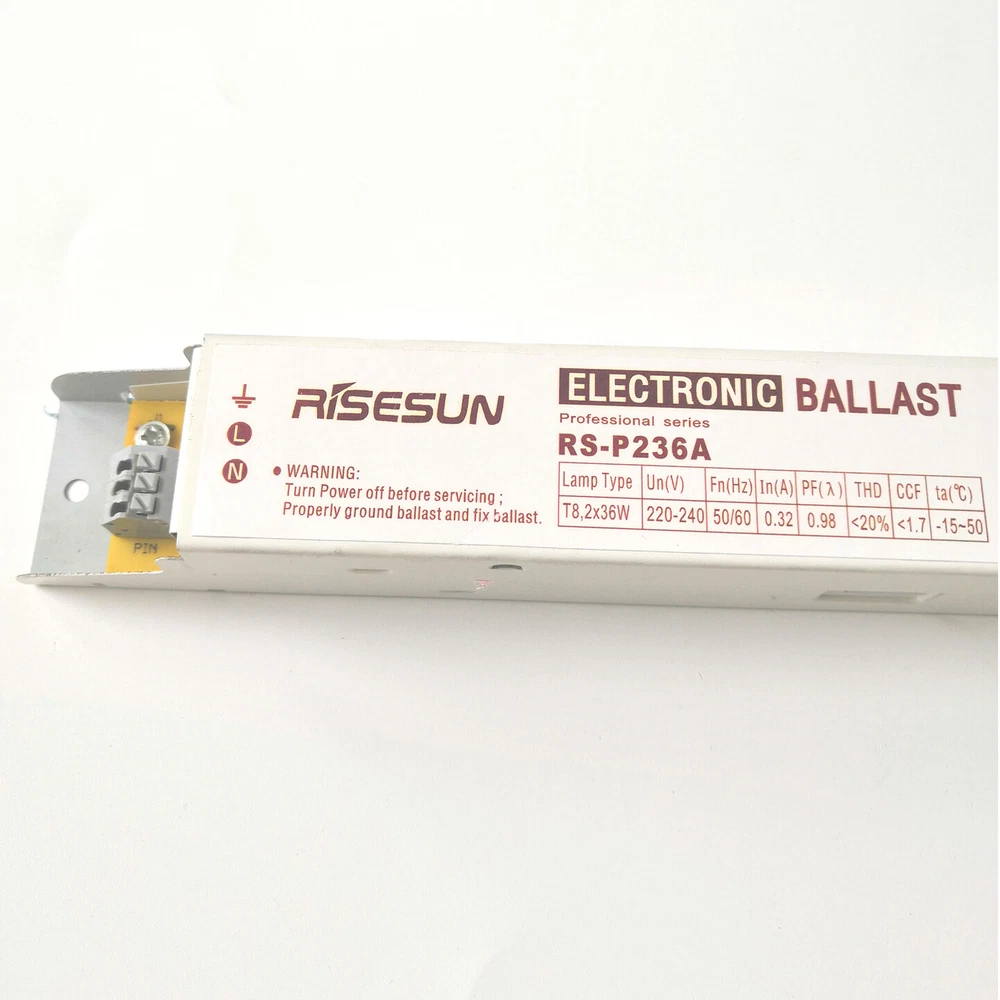 RISESUN
L
N
• WARNING:
Turn Power off before servicing ;
Properly ground ballast and fix ballast.
ELECTRONIC BALLAST
Professional series
RS-P236A
Lamp Type Un(V) Fn(Hz) In(A) PF(λ) THD CCF ta(℃)
T8,2x36W 220-240 50/60 0.32 0.98 <20% <1.7 -15~50
PIN